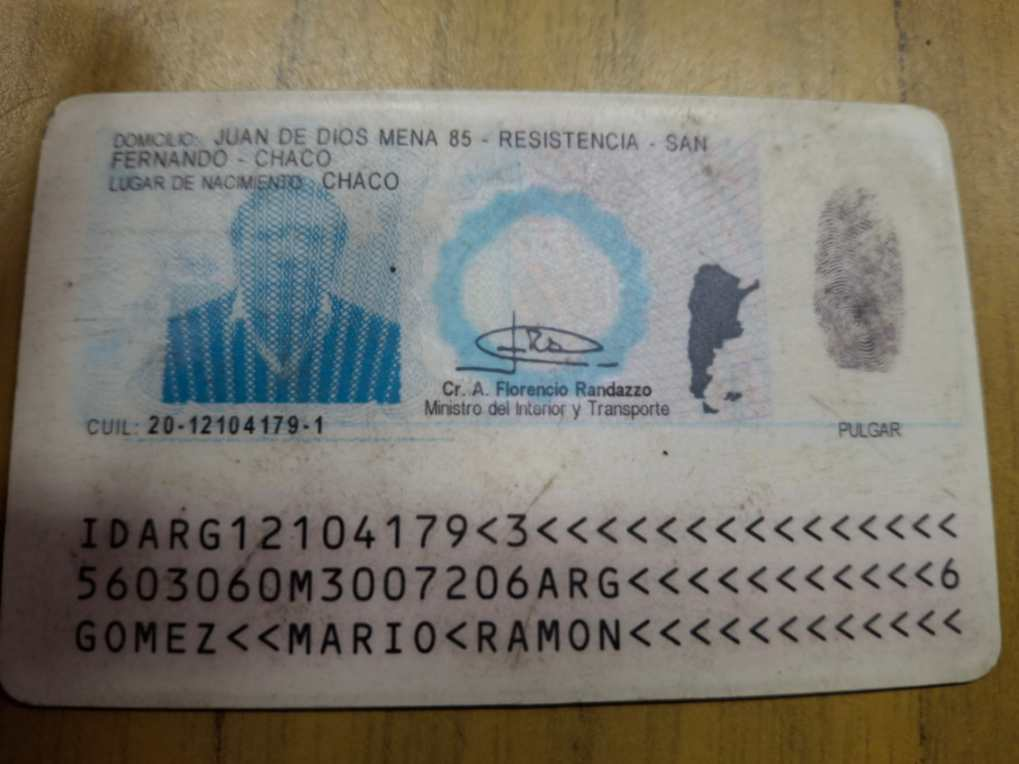 DOMICILIO: JUAN DE DIOS MENA 85 - RESISTENCIA - SAN
FERNANDO - CHACO
LUGAR DE NACIMIENTO: CHACO
Cr. A. Florencio Randazzo
Ministro del Interior y Transporte
CUIL: 20-12104179-1
PULGAR
IDARG12104179<3<<<<<<<<<<<<<<<
5603060M3007206ARG<<<<<<<<<<<6
GOMEZ<<MARIO<RAMON<<<<<<<<<<<<